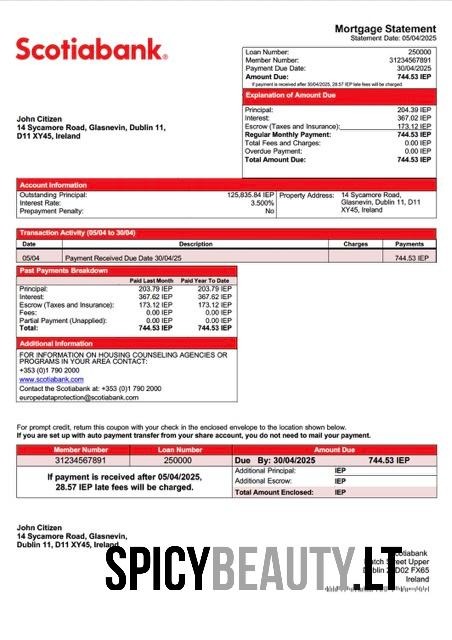 Mortgage Statement
Statement Date: 05/04/2025
Scotiabank®
Loan Number: 250000
Member Number: 31234567891
Payment Due Date: 30/04/2025
Amount Due: 744.53 IEP
If payment is received after 30/04/2025, 28.57 IEP late fees will be charged
Explanation of Amount Due
Principal: 204.39 IEP
Interest: 367.02 IEP
Escrow (Taxes and Insurance): 173.12 IEP
Regular Monthly Payment: 744.53 IEP
Total Fees and Charges: 0.00 IEP
Overdue Payment: 0.00 IEP
Total Amount Due: 744.53 IEP
John Citizen
14 Sycamore Road, Glasnevin, Dublin 11,
D11 XY45, Ireland
Account Information
Outstanding Principal: 125,835.84 IEP
Interest Rate: 3.500%
Prepayment Penalty: No
Property Address: 14 Sycamore Road,
Glasnevin, Dublin 11, D11
XY45, Ireland
Transaction Activity (05/04 to 30/04)
Date Description Charges Payments
05/04 Payment Received Due Date 30/04/25 744.53 IEP
Past Payments Breakdown
Paid Last Month Paid Year To Date
Principal: 203.79 IEP 203.79 IEP
Interest: 367.62 IEP 367.62 IEP
Escrow (Taxes and Insurance): 173.12 IEP 173.12 IEP
Fees: 0.00 IEP 0.00 IEP
Partial Payment (Unapplied): 0.00 IEP 0.00 IEP
Total: 744.53 IEP 744.53 IEP
Additional Information
FOR INFORMATION ON HOUSING COUNSELING AGENCIES OR
PROGRAMS IN YOUR AREA CONTACT:
+353 (0)1 790 2000
www.scotiabank.com
Contact the Scotiabank at: +353 (0)1 790 2000
europedataprotection@scotiabank.com
For prompt credit, return this coupon with your check in the enclosed envelope to the location shown below.
If you are set up with auto payment transfer from your share account, you do not need to mail your payment.
Member Number Loan Number Amount Due
31234567891 250000 Due By: 30/04/2025 744.53 IEP
If payment is received after 05/04/2025,
28.57 IEP late fees will be charged.
Additional Principal: IEP
Additional Escrow: IEP
Total Amount Enclosed: IEP
John Citizen
14 Sycamore Road, Glasnevin,
Dublin 11, D11 XY45, Ireland
Street Upper
D02 FX65
Ireland
SPICYBEAUTY.LT